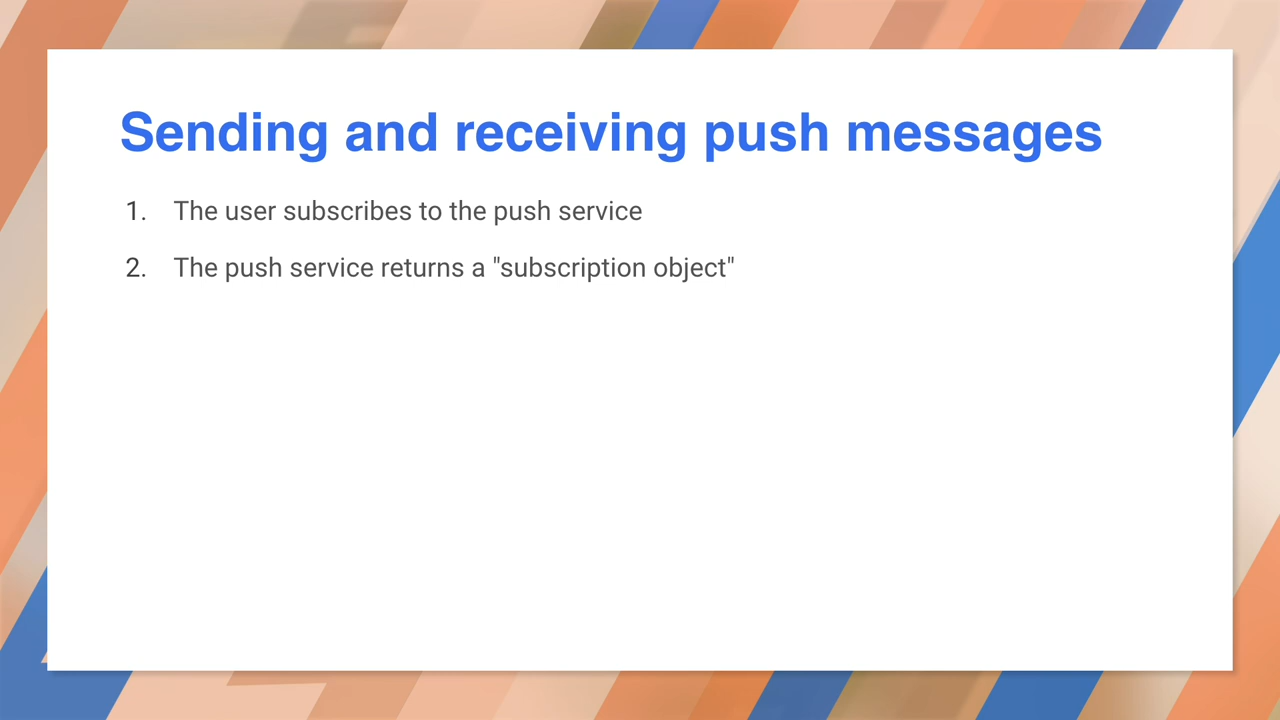 Sending and receiving push messages
1. The user subscribes to the push service
2. The push service returns a "subscription object"